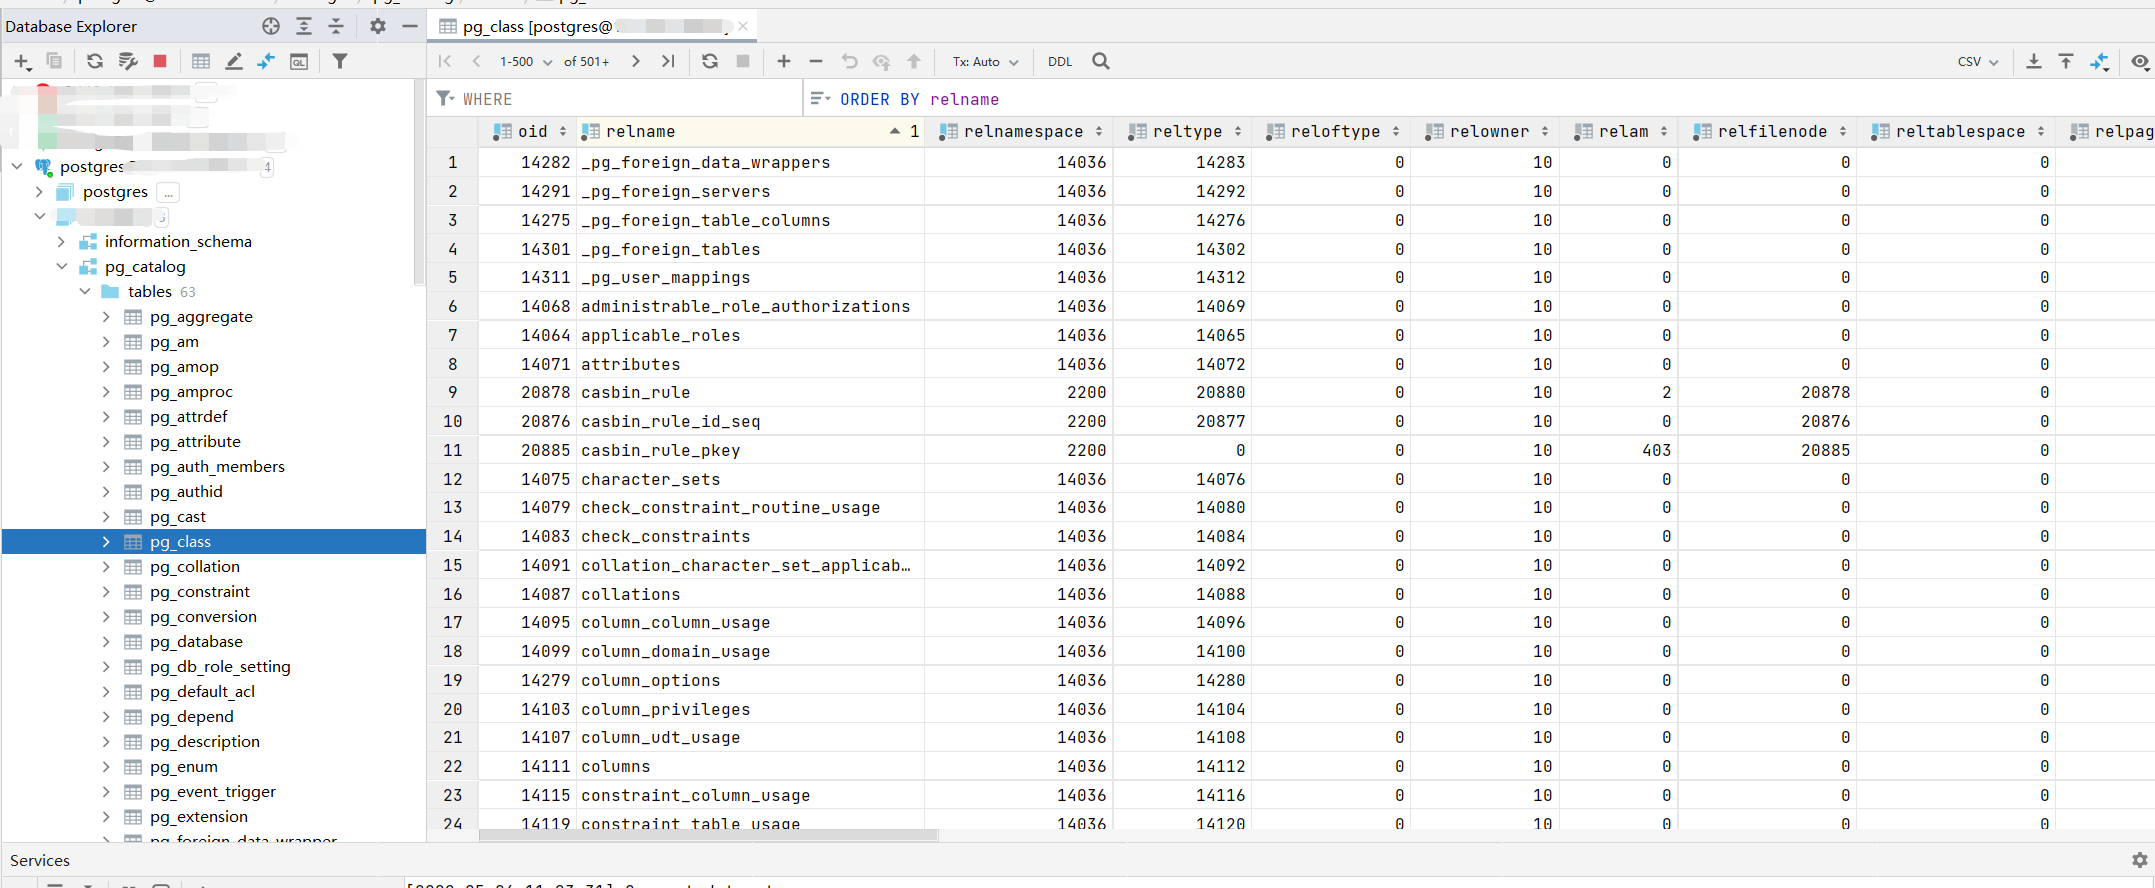 Database Explorer
pg_class [postgres@
1-500 of 501+ Tx: Auto DDL CSV
WHERE ORDER BY relname
postgres 4
postgres ...
information_schema
pg_catalog
tables 63
pg_aggregate
pg_am
pg_amop
pg_amproc
pg_attrdef
pg_attribute
pg_auth_members
pg_authid
pg_cast
pg_class
pg_collation
pg_constraint
pg_conversion
pg_database
pg_db_role_setting
pg_default_acl
pg_depend
pg_description
pg_enum
pg_event_trigger
pg_extension
pg_foreign_data_wrapper
oid relname 1 relnamespace reltype reloftype relowner relam relfilenode reltablespace relpag
1 14282 _pg_foreign_data_wrappers 14036 14283 0 10 0 0 0
2 14291 _pg_foreign_servers 14036 14292 0 10 0 0 0
3 14275 _pg_foreign_table_columns 14036 14276 0 10 0 0 0
4 14301 _pg_foreign_tables 14036 14302 0 10 0 0 0
5 14311 _pg_user_mappings 14036 14312 0 10 0 0 0
6 14068 administrable_role_authorizations 14036 14069 0 10 0 0 0
7 14064 applicable_roles 14036 14065 0 10 0 0 0
8 14071 attributes 14036 14072 0 10 0 0 0
9 20878 casbin_rule 2200 20880 0 10 2 20878 0
10 20876 casbin_rule_id_seq 2200 20877 0 10 0 20876 0
11 20885 casbin_rule_pkey 2200 0 0 10 403 20885 0
12 14075 character_sets 14036 14076 0 10 0 0 0
13 14079 check_constraint_routine_usage 14036 14080 0 10 0 0 0
14 14083 check_constraints 14036 14084 0 10 0 0 0
15 14091 collation_character_set_applicab… 14036 14092 0 10 0 0 0
16 14087 collations 14036 14088 0 10 0 0 0
17 14095 column_column_usage 14036 14096 0 10 0 0 0
18 14099 column_domain_usage 14036 14100 0 10 0 0 0
19 14279 column_options 14036 14280 0 10 0 0 0
20 14103 column_privileges 14036 14104 0 10 0 0 0
21 14107 column_udt_usage 14036 14108 0 10 0 0 0
22 14111 columns 14036 14112 0 10 0 0 0
23 14115 constraint_column_usage 14036 14116 0 10 0 0 0
24 14119 constraint_table_usage 14036 14120 0 10 0 0 0
Services